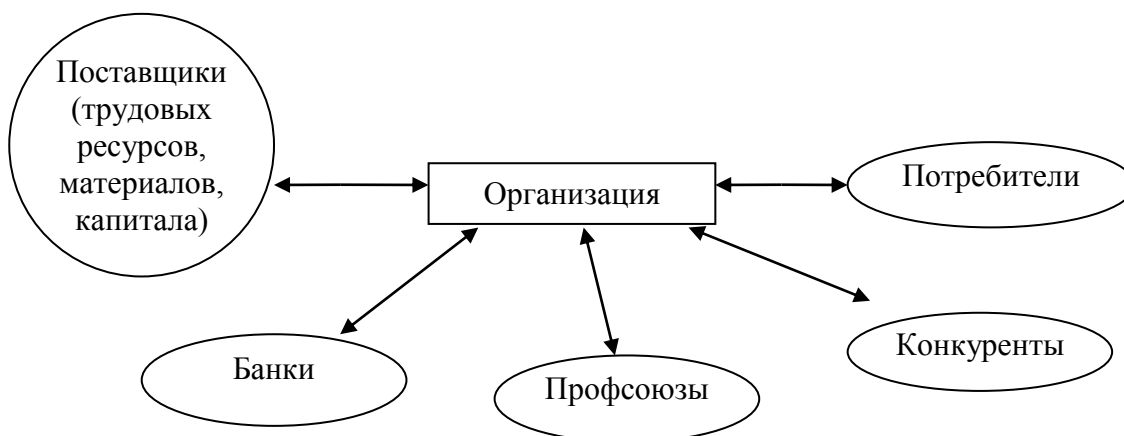 Поставщики
(трудовых
ресурсов,
материалов,
капитала)
Организация
Потребители
Банки
Профсоюзы
Конкуренты